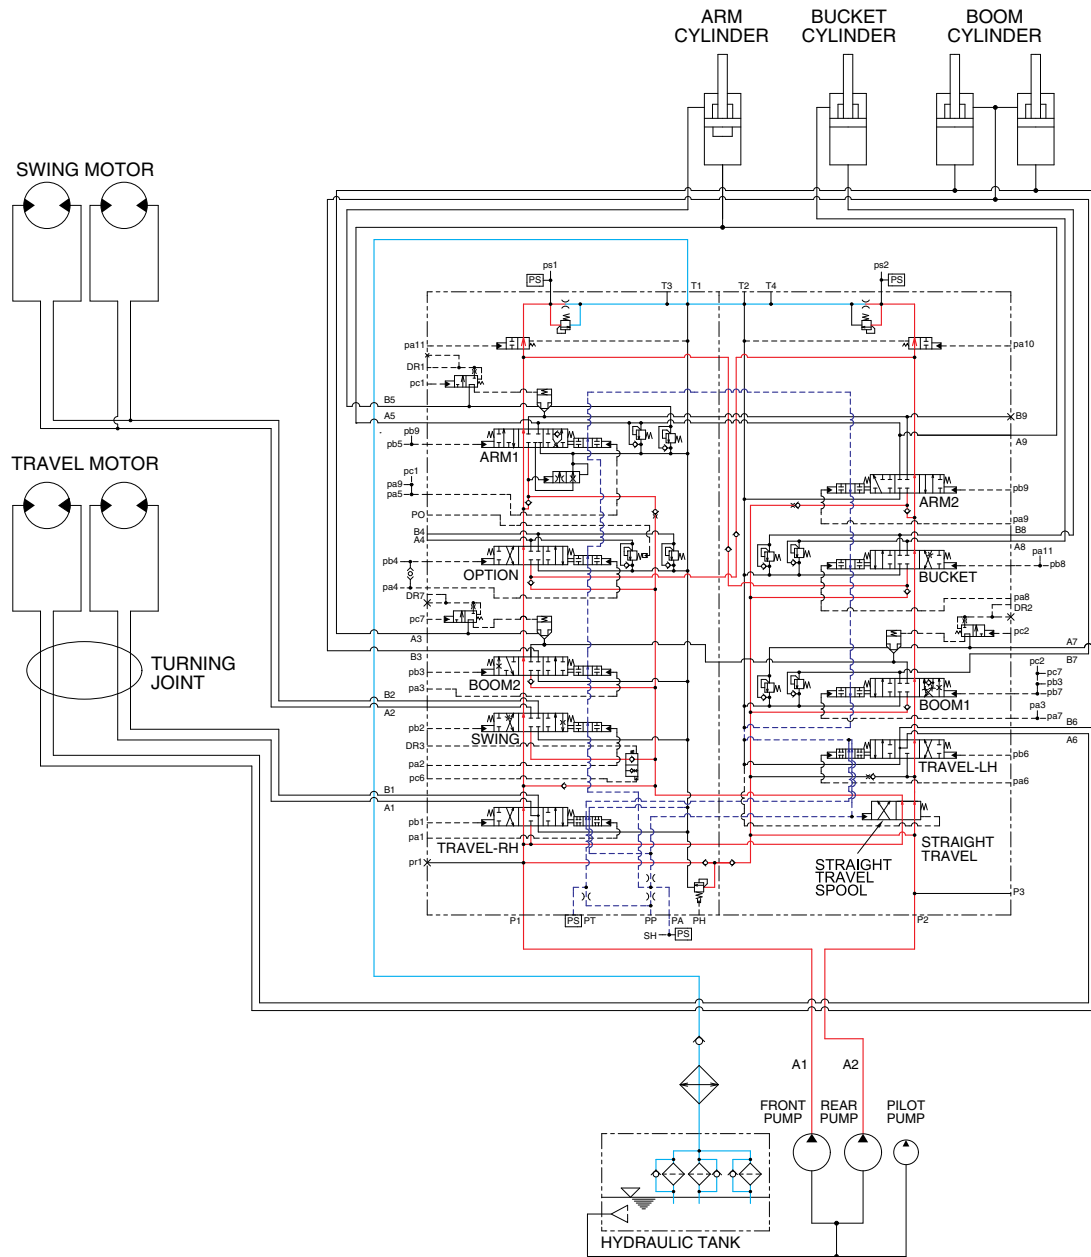 ARM
CYLINDER
BUCKET
CYLINDER
BOOM
CYLINDER
SWING MOTOR
TRAVEL MOTOR
TURNING
JOINT
ps1
PS
T3
T1
T2
T4
ps2
PS
pa11
DR1
pc1
B5
A5
pb9
pb5
ARM1
pc1
pa9
pa5
PO
B4
A4
pb4
OPTION
pa4
DR7
pc7
A3
B3
pb3
BOOM2
pa3
B2
A2
pb2
SWING
DR3
pa2
pc6
B1
A1
pb1
TRAVEL-RH
pa1
pr1
pa10
B9
A9
pb9
ARM2
pa9
B8
A8
pa11
pb8
BUCKET
pa8
DR2
pc2
A7
B7
pc2
pc7
pb3
pb7
BOOM1
pa3
pa7
B6
A6
pb6
TRAVEL-LH
pa6
STRAIGHT
TRAVEL
STRAIGHT
TRAVEL
SPOOL
P3
P1
PS
PT
PP
PA
PH
SH
PS
P2
A1
A2
FRONT
PUMP
REAR
PUMP
PILOT
PUMP
HYDRAULIC TANK